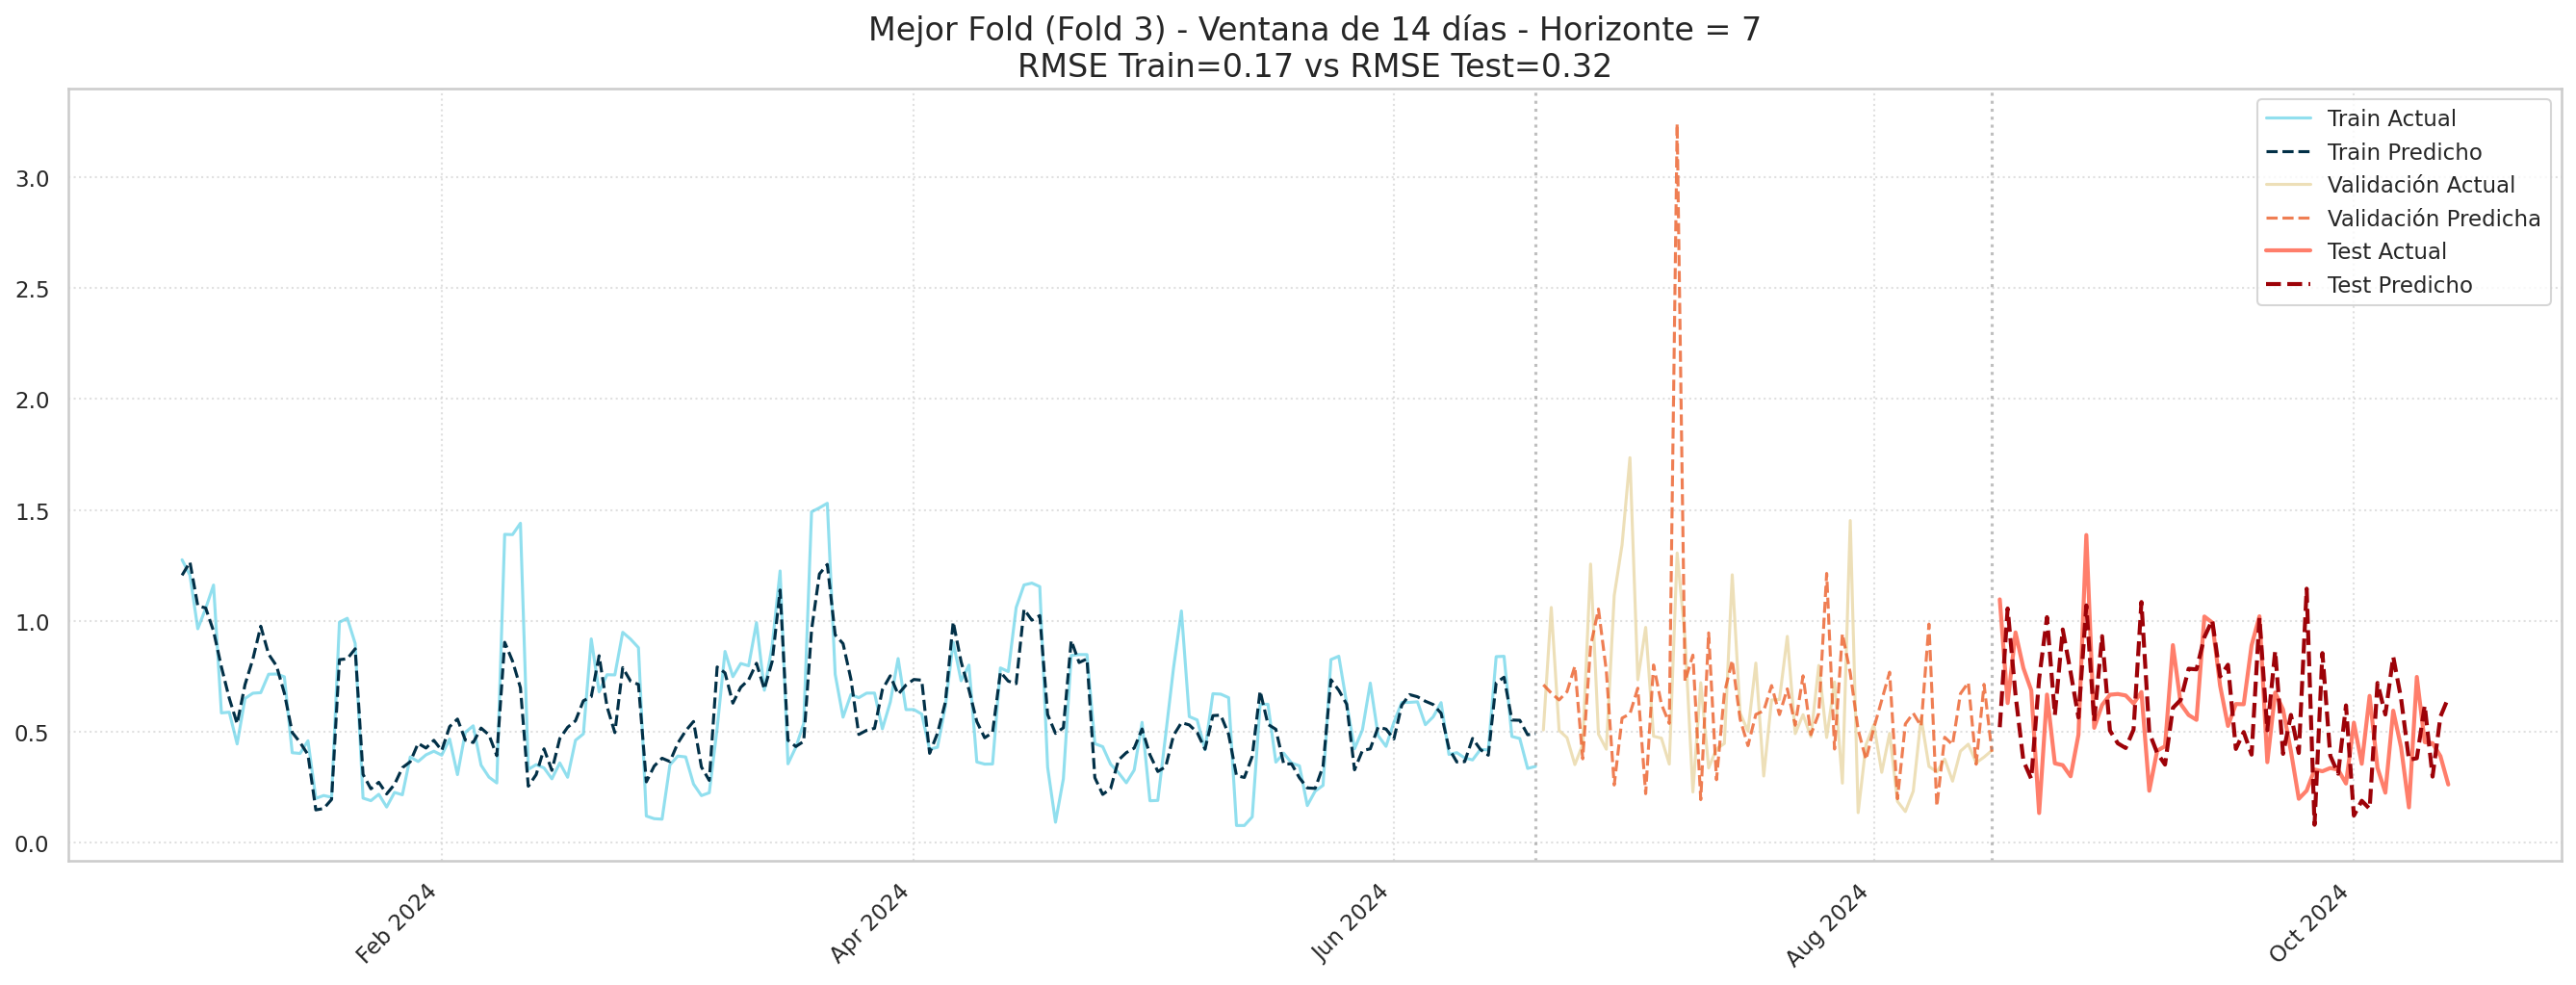 Mejor Fold (Fold 3) - Ventana de 14 días - Horizonte = 7
RMSE Train=0.17 vs RMSE Test=0.32
Train Actual
Train Predicho
Validación Actual
Validación Predicha
Test Actual
Test Predicho
3.0
2.5
2.0
1.5
1.0
0.5
0.0
Feb 2024
Apr 2024
Jun 2024
Aug 2024
Oct 2024